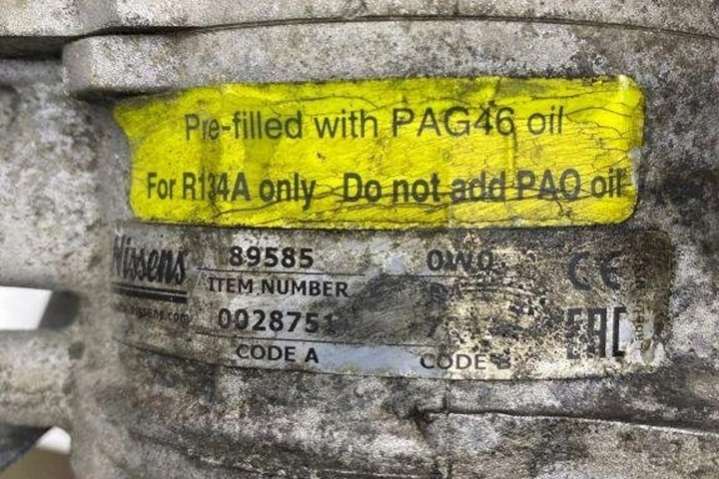 Pre-filled with PAG46 oil
For R134A only Do not add PAO oil
Nissens 89585 0W0 CE
ITEM NUMBER
0028751 EAC
CODE A CODE B